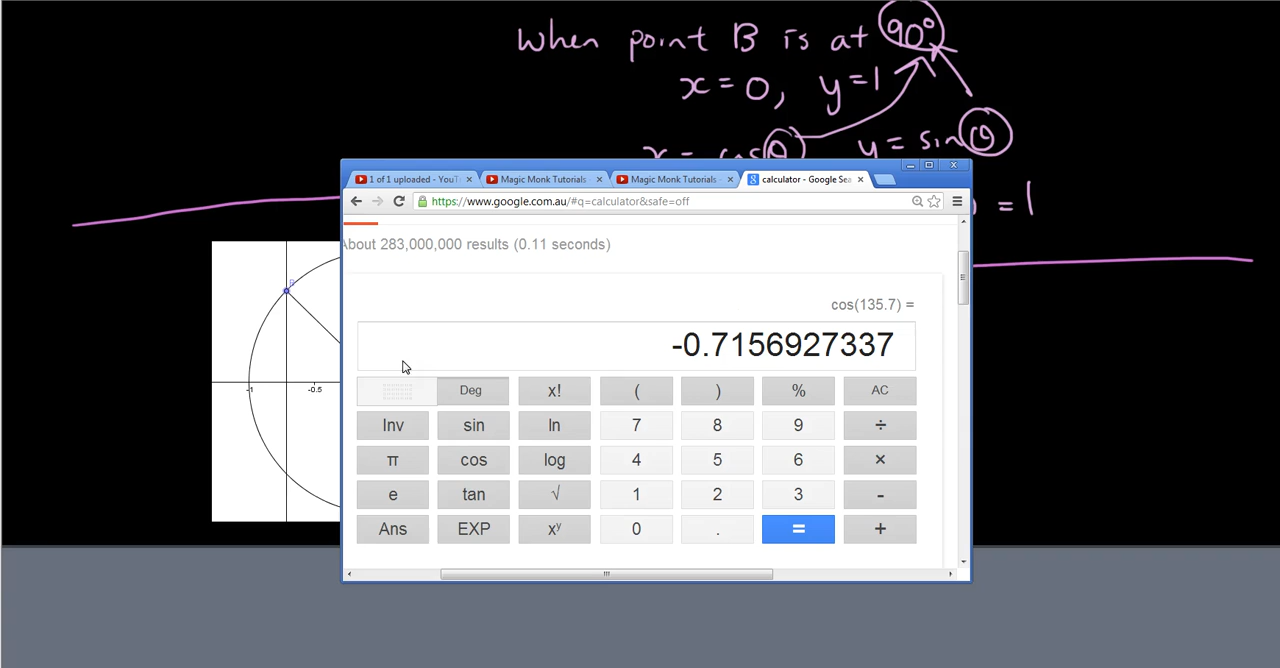 When point B is at 90°
x = 0, y = 1
x = cosθ y = sinθ
= 1
1 of 1 uploaded - YouT
Magic Monk Tutorials
Magic Monk Tutorials
calculator - Google Sea
https://www.google.com.au/#q=calculator&safe=off
About 283,000,000 results (0.11 seconds)
cos(135.7) =
-0.7156927337
Deg x! ( ) % AC
Inv sin ln 7 8 9 ÷
π cos log 4 5 6 ×
e tan √ 1 2 3 -
Ans EXP xʸ 0 . = +
B
-1 -0.5